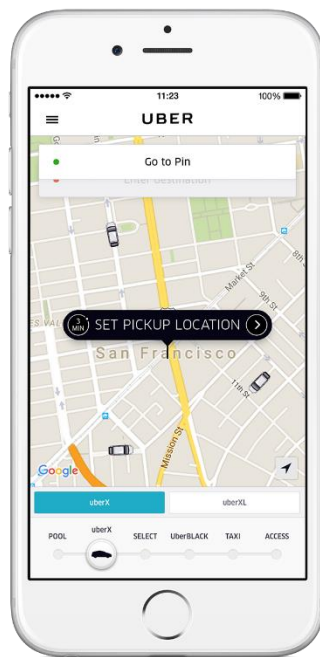 11:23
100%
UBER
Go to Pin
Enter destination
8th
Market St
9th St
3 MIN
SET PICKUP LOCATION
San Francisco
11th St
Mission St
Google
uberX
uberXL
POOL
uberX
SELECT
UberBLACK
TAXI
ACCESS